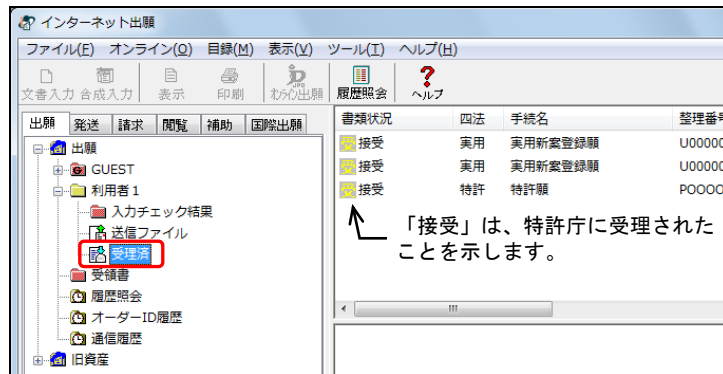 インターネット出願
ファイル(F) オンライン(O) 目録(M) 表示(V) ツール(T) ヘルプ(H)
文書入力 合成入力 表示 印刷 わライン出願 履歴照会 ヘルプ
出願 発送 請求 閲覧 補助 国際出願
出願
GUEST
利用者1
入力チェック結果
送信ファイル
受理済
受領書
履歴照会
オーダーID履歴
通信履歴
旧資産
書類状況 四法 手続名 整理番号
接受 実用 実用新案登録願 U00000
接受 実用 実用新案登録願 U00000
接受 特許 特許願 POOOO
「接受」は、特許庁に受理された
ことを示します。